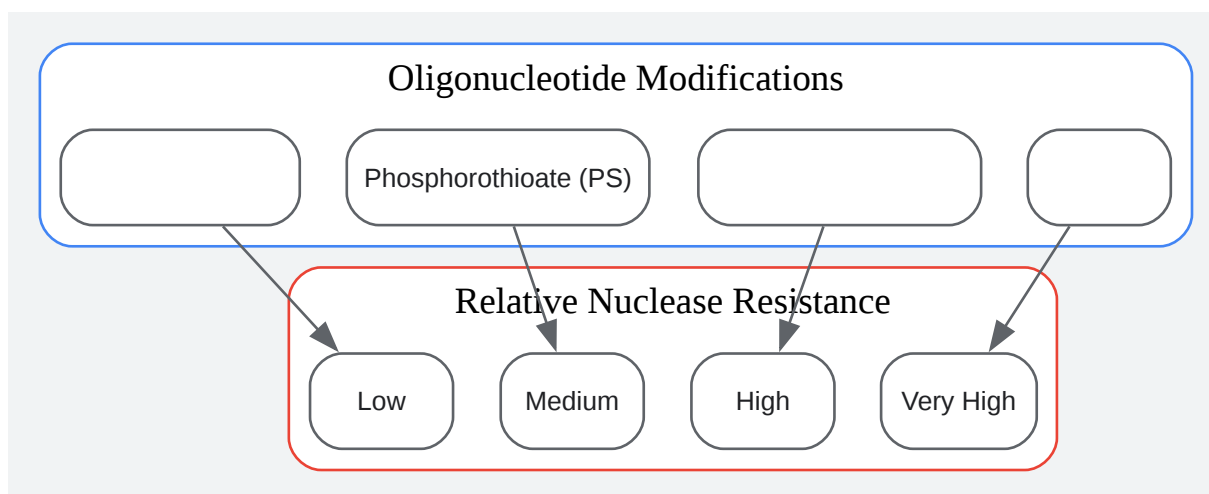 Oligonucleotide Modifications
Phosphorothioate (PS)
Relative Nuclease Resistance
Low
Medium
High
Very High